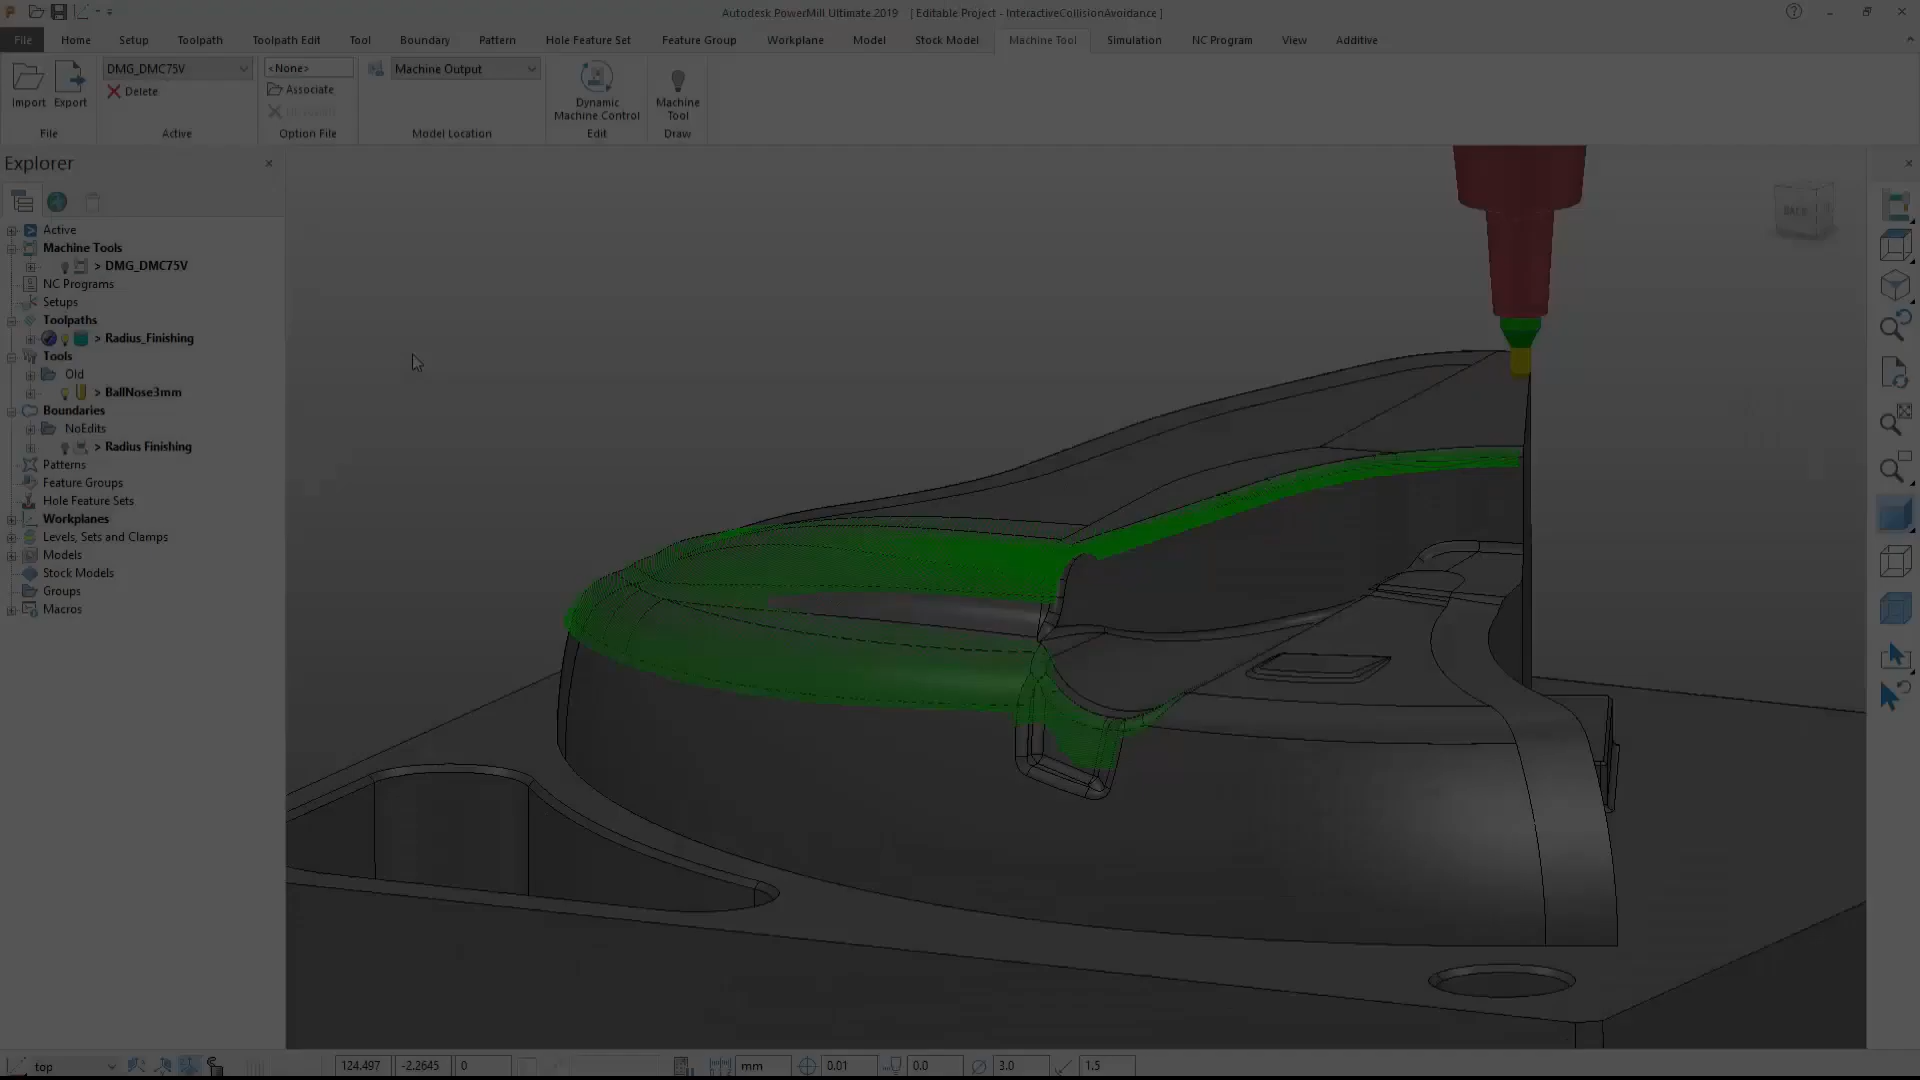 Autodesk PowerMill Ultimate 2019 [ Editable Project - InteractiveCollisionAvoidance ]
File Home Setup Toolpath Toolpath Edit Tool Boundary Pattern Hole Feature Set Feature Group Workplane Model Stock Model Machine Tool Simulation NC Program View Additive
DMG_DMC75V <None> Machine Output
Delete Associate
Import Export Dynamic Machine Control Machine Tool
File Active Option File Model Location Edit Draw
Explorer
Active
Machine Tools
> DMG_DMC75V
NC Programs
Setups
Toolpaths
> Radius_Finishing
Tools
Old
> BallNose3mm
Boundaries
NoEdits
> Radius Finishing
Patterns
Feature Groups
Hole Feature Sets
Workplanes
Levels, Sets and Clamps
Models
Stock Models
Groups
Macros
BACK
top 124.497 -2.2645 0 mm 0.01 0.0 3.0 1.5